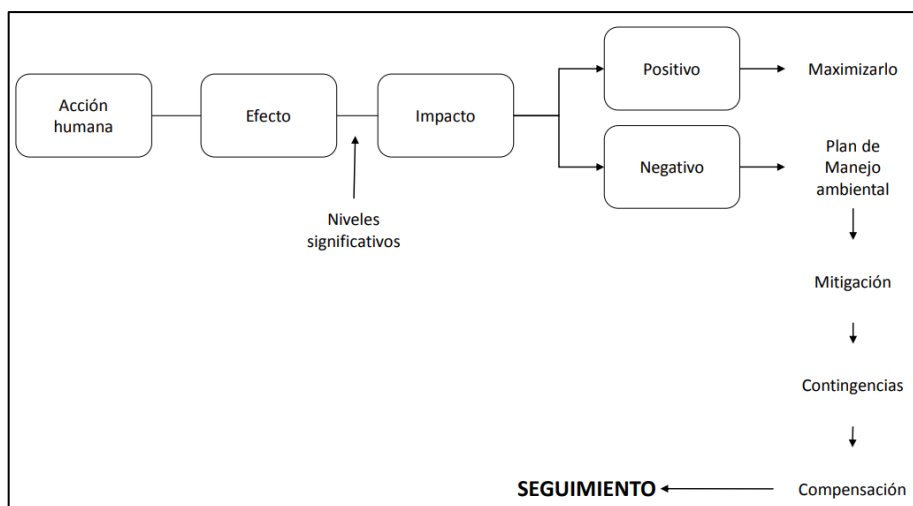 Acción
humana
Efecto
Impacto
Niveles
significativos
Positivo
Maximizarlo
Negativo
Plan de
Manejo
ambiental
Mitigación
Contingencias
Compensación
SEGUIMIENTO